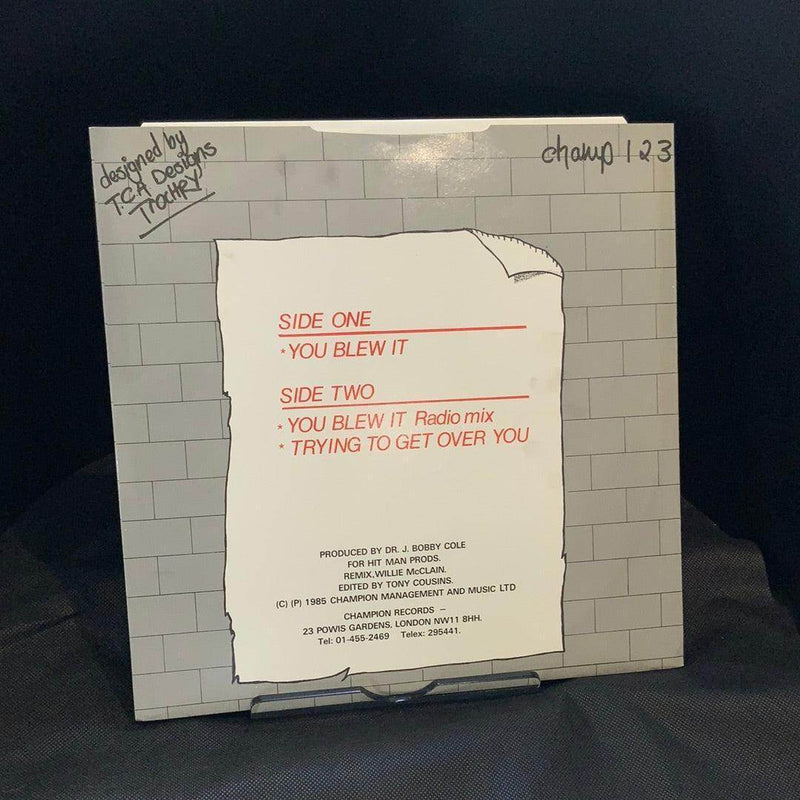 designed by
T.C.A Designs
TROCHRY
champ 123
SIDE ONE
* YOU BLEW IT
SIDE TWO
* YOU BLEW IT Radio mix
* TRYING TO GET OVER YOU
PRODUCED BY DR. J. BOBBY COLE
FOR HIT MAN PRODS.
REMIX,WILLIE McCLAIN.
EDITED BY TONY COUSINS.
(C) (P) 1985 CHAMPION MANAGEMENT AND MUSIC LTD
CHAMPION RECORDS –
23 POWIS GARDENS, LONDON NW11 8HH.
Tel: 01-455-2469 Telex: 295441.